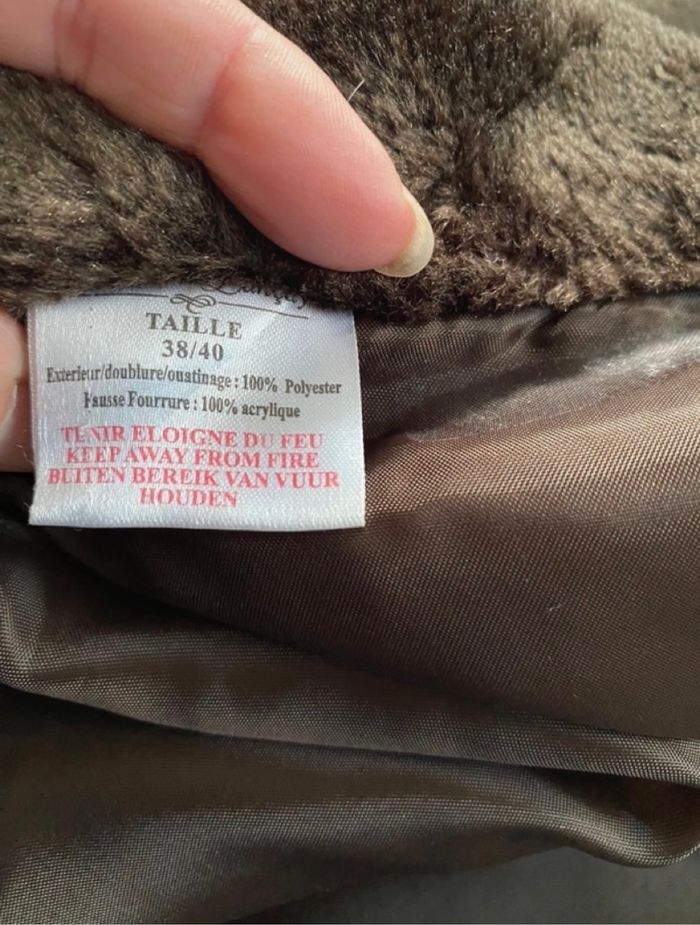 TAILLE
38/40
Exterieur/doublure/ouatinage : 100% Polyester
Fausse Fourrure : 100% acrylique
TENIR ELOIGNE DU FEU
KEEP AWAY FROM FIRE
BUITEN BEREIK VAN VUUR
HOUDEN